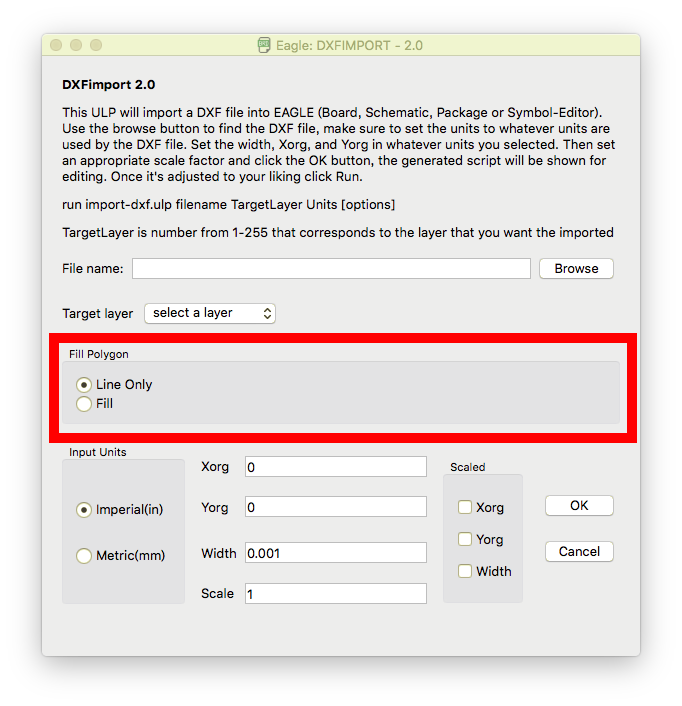 Eagle: DXFIMPORT - 2.0
DXFimport 2.0
This ULP will import a DXF file into EAGLE (Board, Schematic, Package or Symbol-Editor).
Use the browse button to find the DXF file, make sure to set the units to whatever units are
used by the DXF file. Set the width, Xorg, and Yorg in whatever units you selected. Then set
an appropriate scale factor and click the OK button, the generated script will be shown for
editing. Once it's adjusted to your liking click Run.
run import-dxf.ulp filename TargetLayer Units [options]
TargetLayer is number from 1-255 that corresponds to the layer that you want the imported
File name:
Browse
Target layer
select a layer
Fill Polygon
Line Only
Fill
Input Units
Imperial(in)
Metric(mm)
Xorg 0
Yorg 0
Width 0.001
Scale 1
Scaled
Xorg
Yorg
Width
OK
Cancel